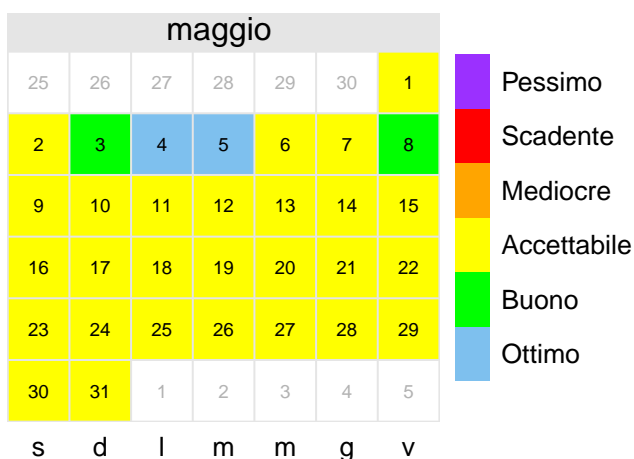 maggio
25 26 27 28 29 30 1
2 3 4 5 6 7 8
9 10 11 12 13 14 15
16 17 18 19 20 21 22
23 24 25 26 27 28 29
30 31 1 2 3 4 5
s d l m m g v
Pessimo
Scadente
Mediocre
Accettabile
Buono
Ottimo